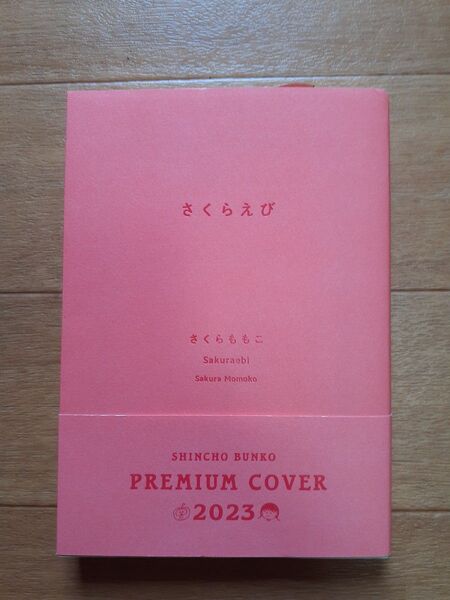 さくらえび
さくらももこ
Sakuraebi
Sakura Momoko
SHINCHO BUNKO
PREMIUM COVER
2023